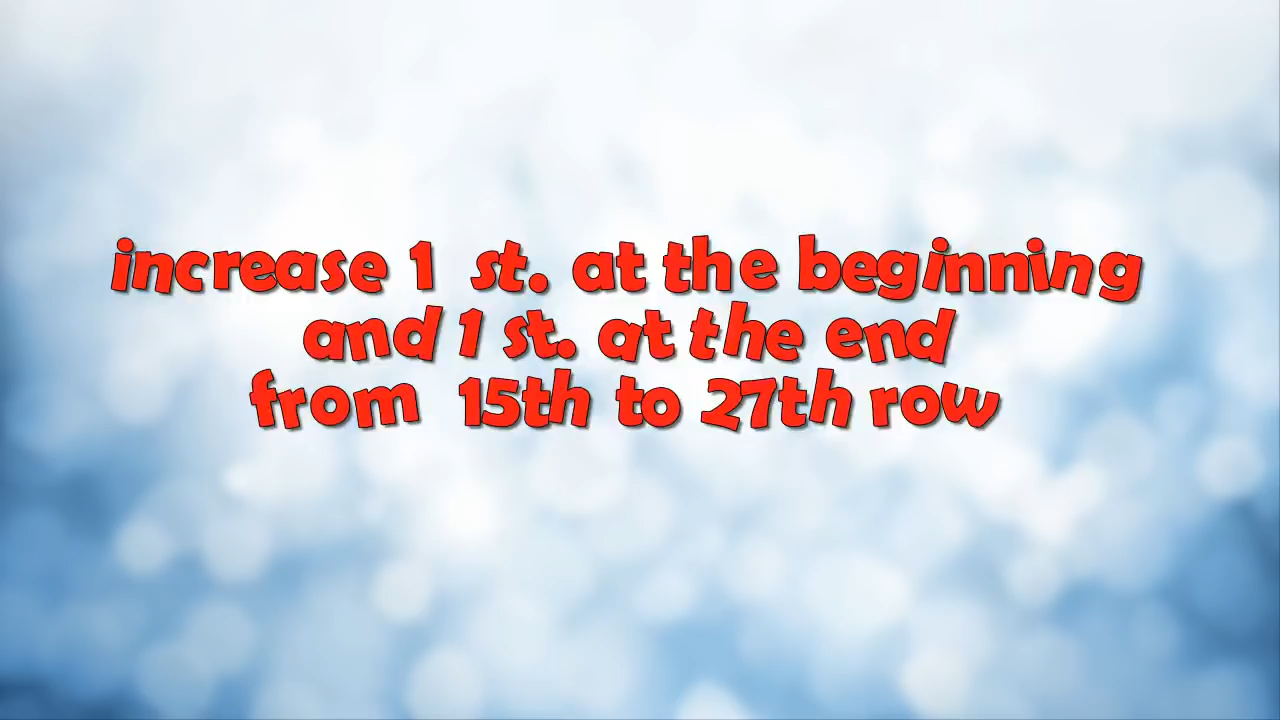 increase 1 st. at the beginning
and 1 st. at the end
from 15th to 27th row